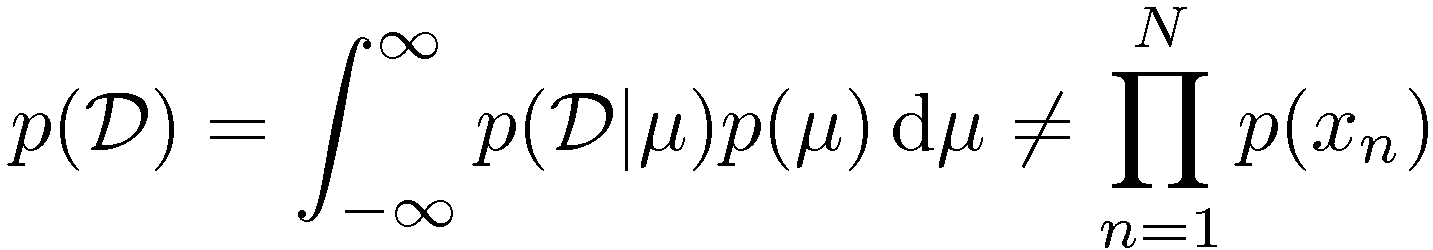 p(𝒟) = ∫_{-∞}^{∞} p(𝒟|μ)p(μ) dμ ≠ ∏_{n=1}^{N} p(x_n)